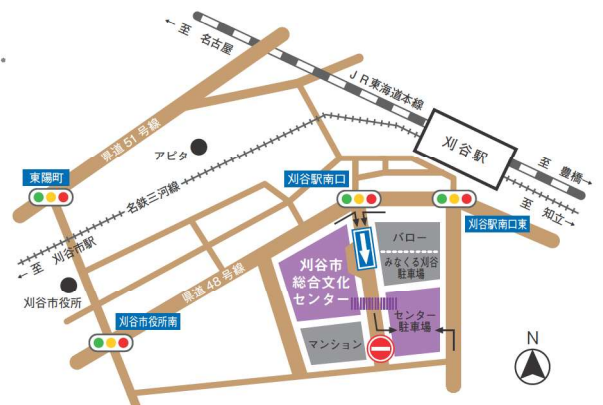 ← 至 名古屋
JR東海道本線
県道51号線
アピタ
刈谷駅
至 豊橋 →
至 知立 →
東陽町
刈谷駅南口
刈谷駅南口東
名鉄三河線
← 至 刈谷市駅
バロー
みなくる刈谷
駐車場
刈谷市
総合文化
センター
県道48号線
刈谷市役所
刈谷市役所南
センター
駐車場
マンション
N